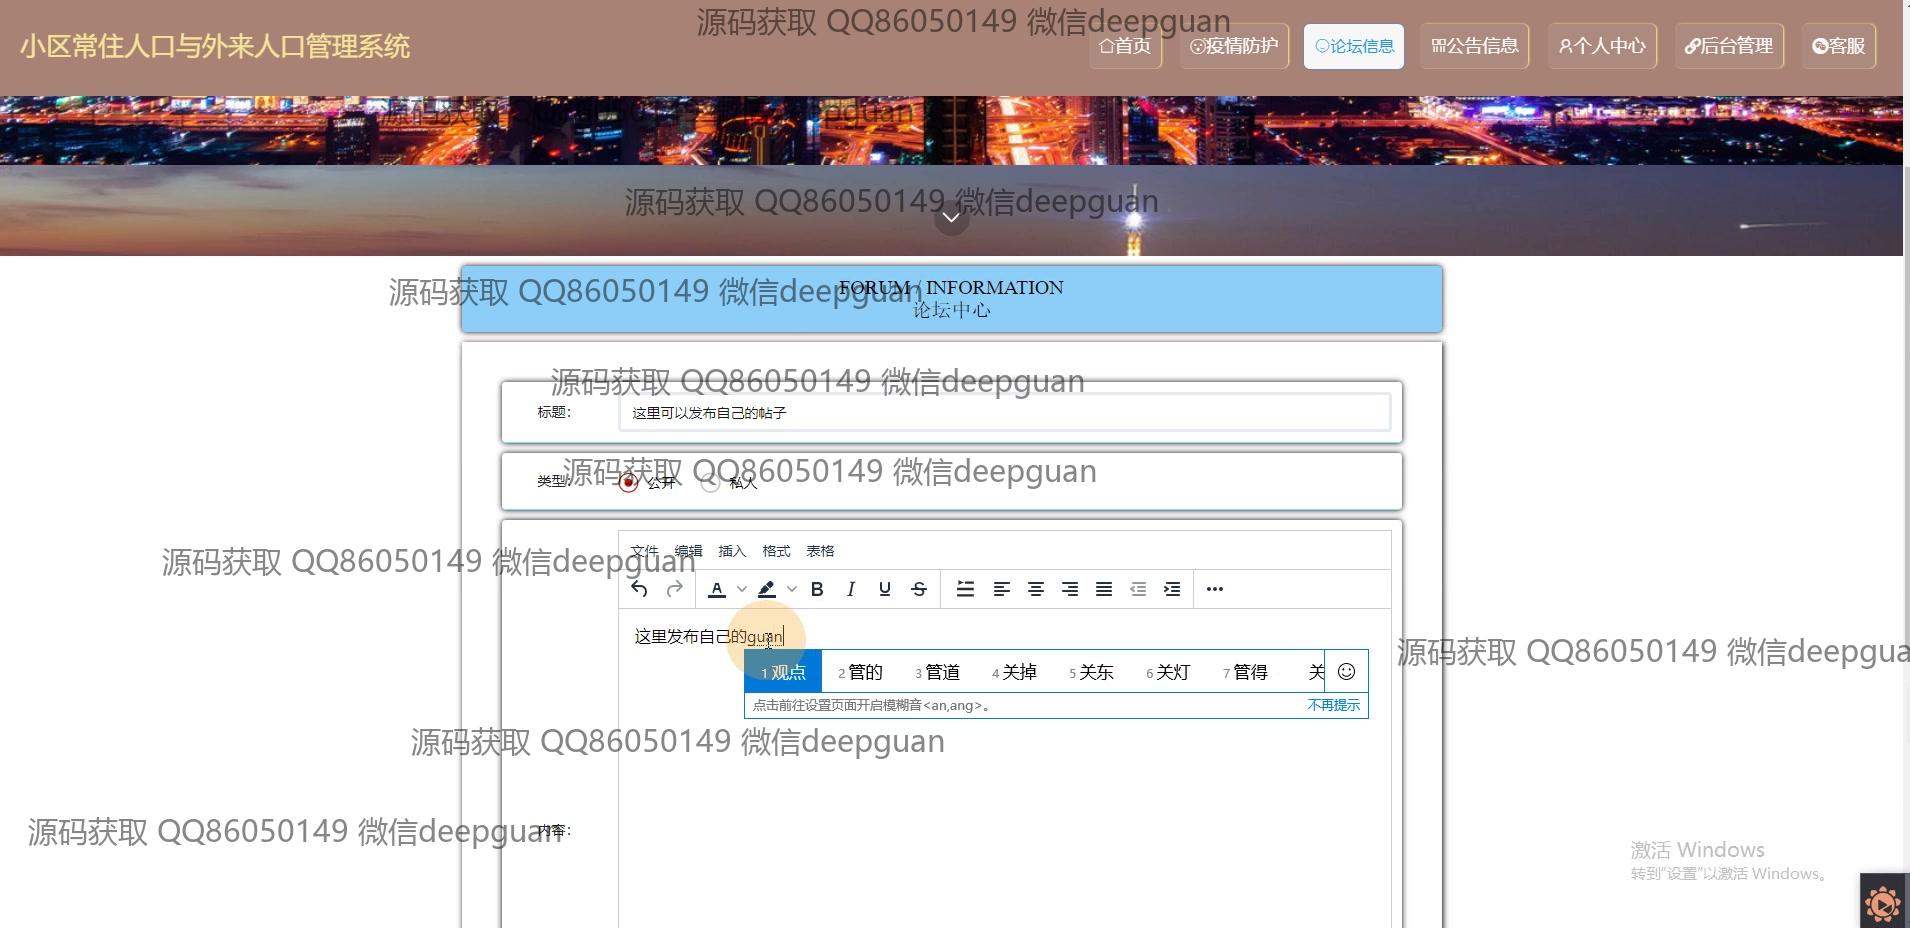 源码获取 QQ86050149 微信deepguan
小区常住人口与外来人口管理系统
首页 疫情防护 论坛信息 公告信息 个人中心 后台管理 客服
源码获取 QQ86050149 微信deepguan
源码获取 QQ86050149 微信deepguan
源码获取 QQ86050149 微信deepguan
FORUM / INFORMATION
论坛中心
源码获取 QQ86050149 微信deepguan
标题： 这里可以发布自己的帖子
源码获取 QQ86050149 微信deepguan
类型： 公开 私人
文件 编辑 插入 格式 表格
源码获取 QQ86050149 微信deepguan
A B I U S
这里发布自己的guan
源码获取 QQ86050149 微信deepgua
1 观点 2 管的 3 管道 4 关掉 5 关东 6 关灯 7 管得 关
点击前往设置页面开启模糊音<an,ang>。 不再提示
源码获取 QQ86050149 微信deepguan
源码获取 QQ86050149 微信deepguan
内容：
激活 Windows
转到“设置”以激活 Windows。